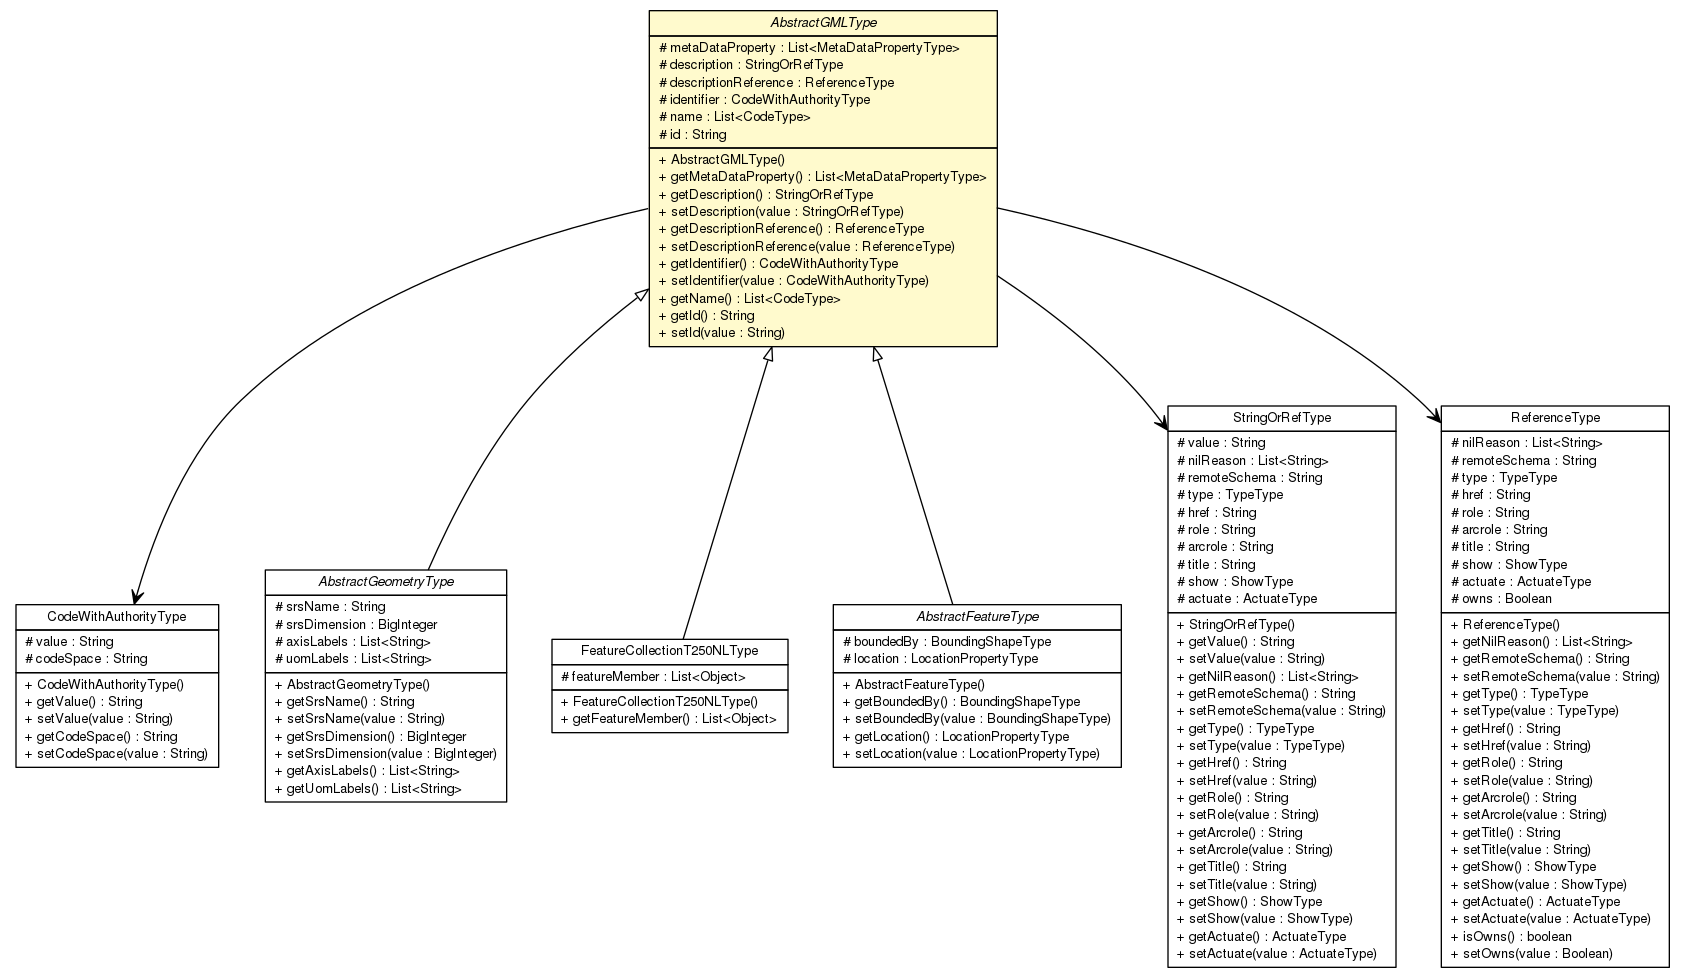 AbstractGMLType
# metaDataProperty : List<MetaDataPropertyType>
# description : StringOrRefType
# descriptionReference : ReferenceType
# identifier : CodeWithAuthorityType
# name : List<CodeType>
# id : String
+ AbstractGMLType()
+ getMetaDataProperty() : List<MetaDataPropertyType>
+ getDescription() : StringOrRefType
+ setDescription(value : StringOrRefType)
+ getDescriptionReference() : ReferenceType
+ setDescriptionReference(value : ReferenceType)
+ getIdentifier() : CodeWithAuthorityType
+ setIdentifier(value : CodeWithAuthorityType)
+ getName() : List<CodeType>
+ getId() : String
+ setId(value : String)
CodeWithAuthorityType
# value : String
# codeSpace : String
+ CodeWithAuthorityType()
+ getValue() : String
+ setValue(value : String)
+ getCodeSpace() : String
+ setCodeSpace(value : String)
AbstractGeometryType
# srsName : String
# srsDimension : BigInteger
# axisLabels : List<String>
# uomLabels : List<String>
+ AbstractGeometryType()
+ getSrsName() : String
+ setSrsName(value : String)
+ getSrsDimension() : BigInteger
+ setSrsDimension(value : BigInteger)
+ getAxisLabels() : List<String>
+ getUomLabels() : List<String>
FeatureCollectionT250NLType
# featureMember : List<Object>
+ FeatureCollectionT250NLType()
+ getFeatureMember() : List<Object>
AbstractFeatureType
# boundedBy : BoundingShapeType
# location : LocationPropertyType
+ AbstractFeatureType()
+ getBoundedBy() : BoundingShapeType
+ setBoundedBy(value : BoundingShapeType)
+ getLocation() : LocationPropertyType
+ setLocation(value : LocationPropertyType)
StringOrRefType
# value : String
# nilReason : List<String>
# remoteSchema : String
# type : TypeType
# href : String
# role : String
# arcrole : String
# title : String
# show : ShowType
# actuate : ActuateType
+ StringOrRefType()
+ getValue() : String
+ setValue(value : String)
+ getNilReason() : List<String>
+ getRemoteSchema() : String
+ setRemoteSchema(value : String)
+ getType() : TypeType
+ setType(value : TypeType)
+ getHref() : String
+ setHref(value : String)
+ getRole() : String
+ setRole(value : String)
+ getArcrole() : String
+ setArcrole(value : String)
+ getTitle() : String
+ setTitle(value : String)
+ getShow() : ShowType
+ setShow(value : ShowType)
+ getActuate() : ActuateType
+ setActuate(value : ActuateType)
ReferenceType
# nilReason : List<String>
# remoteSchema : String
# type : TypeType
# href : String
# role : String
# arcrole : String
# title : String
# show : ShowType
# actuate : ActuateType
# owns : Boolean
+ ReferenceType()
+ getNilReason() : List<String>
+ getRemoteSchema() : String
+ setRemoteSchema(value : String)
+ getType() : TypeType
+ setType(value : TypeType)
+ getHref() : String
+ setHref(value : String)
+ getRole() : String
+ setRole(value : String)
+ getArcrole() : String
+ setArcrole(value : String)
+ getTitle() : String
+ setTitle(value : String)
+ getShow() : ShowType
+ setShow(value : ShowType)
+ getActuate() : ActuateType
+ setActuate(value : ActuateType)
+ isOwns() : boolean
+ setOwns(value : Boolean)